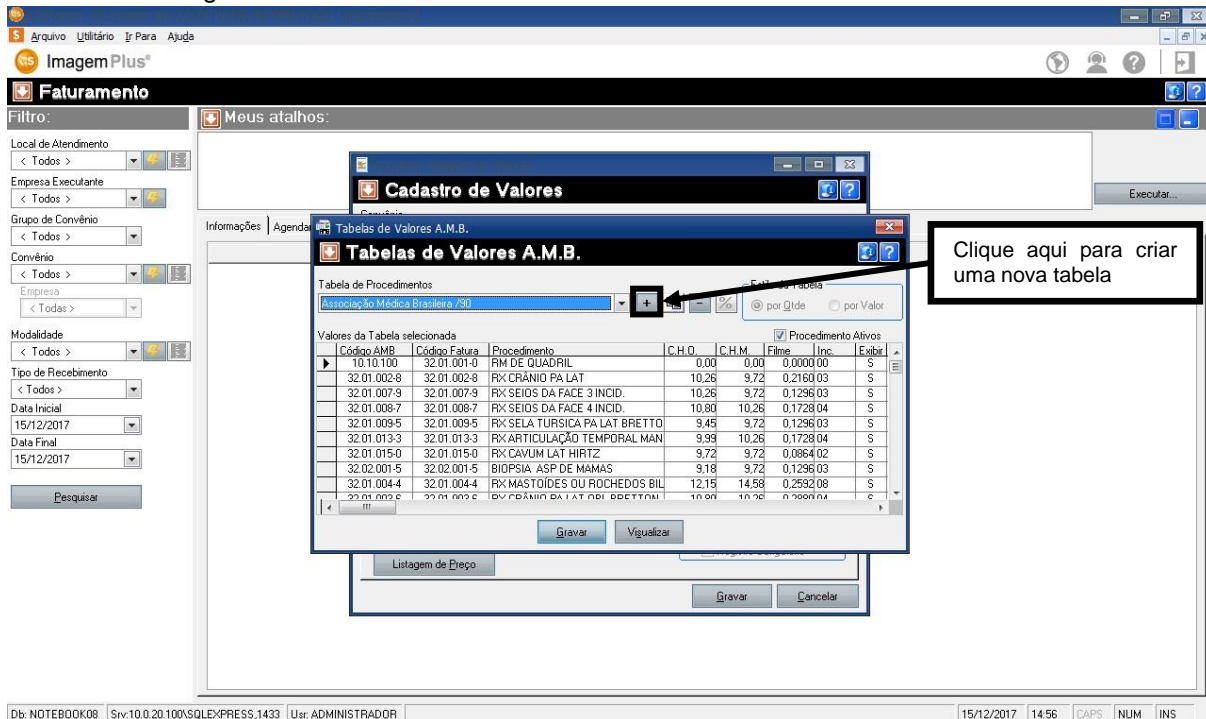 Arquivo Utilitário Ir Para Ajuda
ImagemPlus®
Faturamento
Filtro:
Meus atalhos:
Local de Atendimento
< Todos >
Empresa Executante
< Todos >
Grupo de Convênio
< Todos >
Convênio
< Todos >
Empresa
< Todas >
Modalidade
< Todos >
Tipo de Recebimento
< Todos >
Data Inicial
15/12/2017
Data Final
15/12/2017
Pesquisar
Executar...
Informações
Cadastro de Valores
Tabelas de Valores A.M.B.
Tabelas de Valores A.M.B.
Tabela de Procedimentos
Associação Médica Brasileira /90
+ - %
por Qtde por Valor
Valores da Tabela selecionada
Procedimento Ativos
Código AMB Código Fatura Procedimento C.H.O. C.H.M. Filme Inc. Exibir
10.10.100 32.01.001-0 RM DE QUADRIL 0,00 0,00 0,0000 00 S
32.01.002-8 32.01.002-8 RX CRÂNIO PA LAT 10,26 9,72 0,2160 03 S
32.01.007-9 32.01.007-9 RX SEIOS DA FACE 3 INCID. 10,26 9,72 0,1296 03 S
32.01.008-7 32.01.008-7 RX SEIOS DA FACE 4 INCID. 10,80 10,26 0,1728 04 S
32.01.009-5 32.01.009-5 RX SELA TURSICA PA LAT BRETTO 9,45 9,72 0,1296 03 S
32.01.013-3 32.01.013-3 RX ARTICULAÇÃO TEMPORAL MAN 9,99 10,26 0,1728 04 S
32.01.015-0 32.01.015-0 RX CAVUM LAT HIRTZ 9,72 9,72 0,0864 02 S
32.02.001-5 32.02.001-5 BIOPSIA ASP DE MAMAS 9,18 9,72 0,1296 03 S
32.01.004-4 32.01.004-4 RX MASTOÍDES OU ROCHEDOS BIL 12,15 14,58 0,2592 08 S
Gravar Visualizar
Listagem de Preço
Gravar Cancelar
Clique aqui para criar
uma nova tabela
Db: NOTEBOOK08 Srv:10.0.20.100\SQLEXPRESS,1433 Usr: ADMINISTRADOR 15/12/2017 14:56 CAPS NUM INS